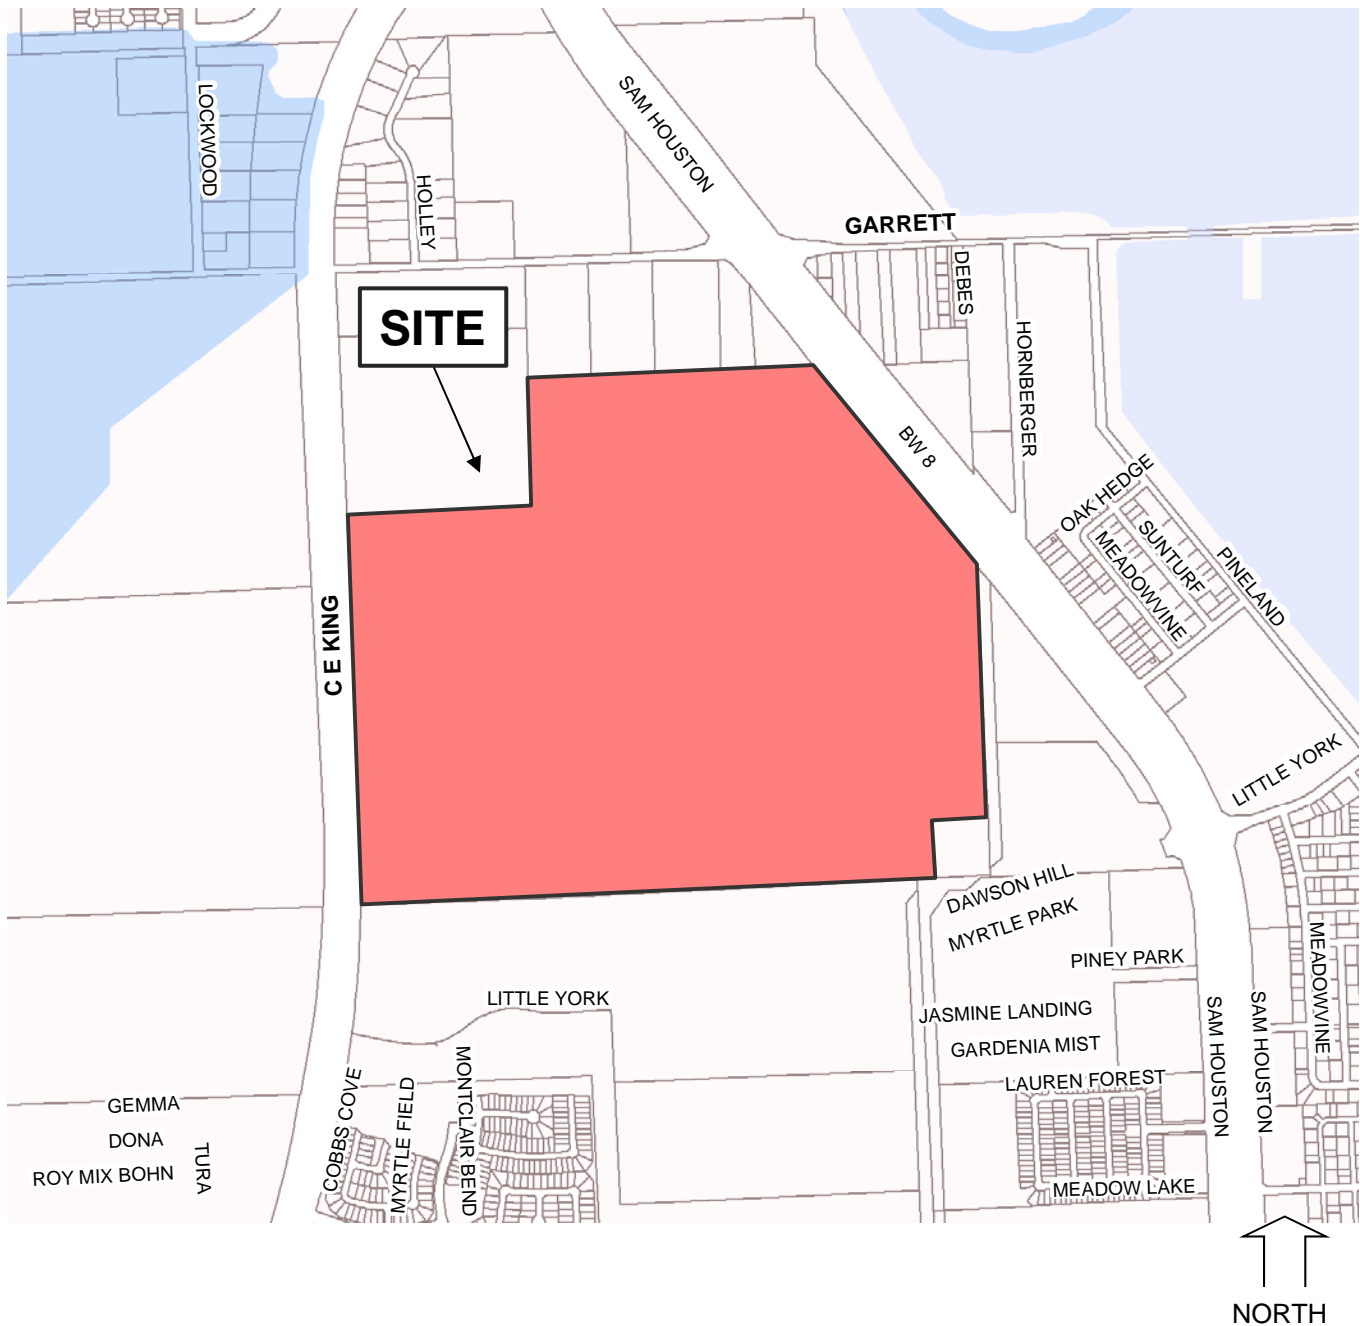 LOCKWOOD
SAM HOUSTON
HOLLEY
GARRETT
DEBES
SITE
HORNBERGER
BW 8
OAK HEDGE
SUNTURF
MEADOWVINE
PINELAND
C E KING
LITTLE YORK
DAWSON HILL
MYRTLE PARK
PINEY PARK
MEADOWVINE
LITTLE YORK
JASMINE LANDING
SAM HOUSTON
SAM HOUSTON
GARDENIA MIST
LAUREN FOREST
COBBS COVE
MYRTLE FIELD
MONTCLAIR BEND
GEMMA
DONA
TURA
ROY MIX BOHN
MEADOW LAKE
NORTH